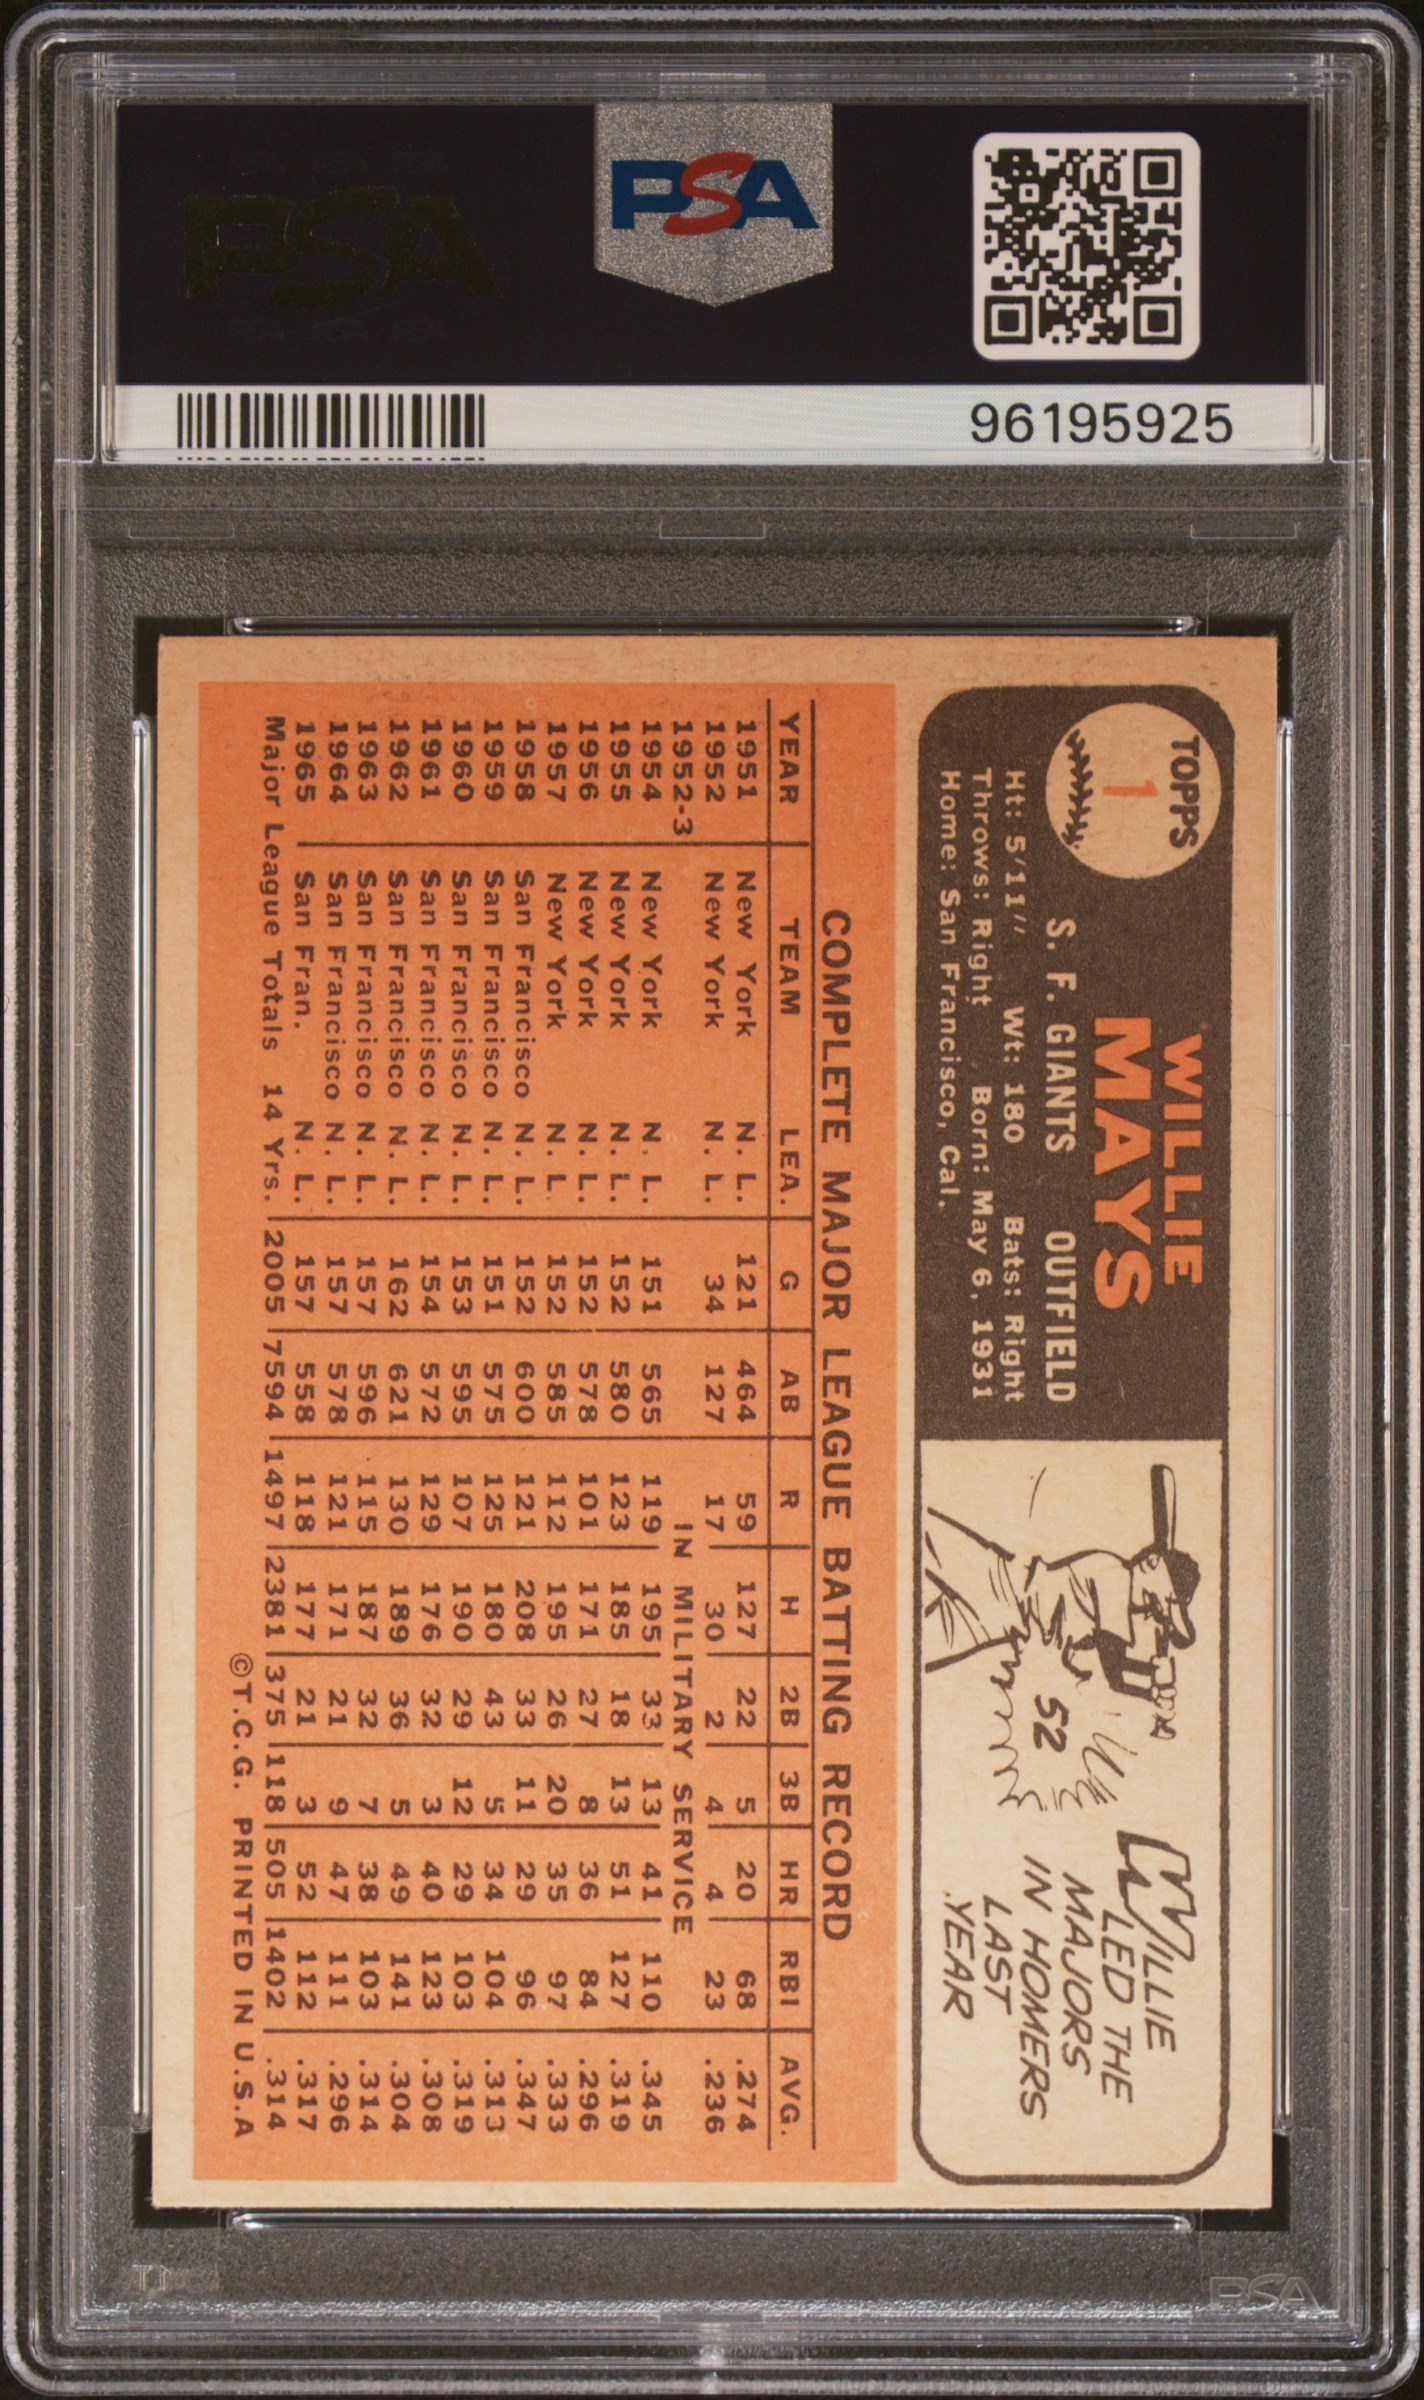 PSA
PSA
96195925
TOPPS
1
WILLIE
MAYS
S. F. GIANTS OUTFIELD
Ht: 5'11" Wt: 180 Bats: Right
Throws: Right Born: May 6, 1931
Home: San Francisco, Cal.
52
WILLIE
LED THE
MAJORS
IN HOMERS
LAST
YEAR
COMPLETE MAJOR LEAGUE BATTING RECORD
YEAR TEAM LEA. G AB R H 2B 3B HR RBI AVG.
1951 New York N. L. 121 464 59 127 22 5 20 68 .274
1952 New York N. L. 34 127 17 30 2 4 4 23 .236
1952-3 IN MILITARY SERVICE
1954 New York N. L. 151 565 119 195 33 13 41 110 .345
1955 New York N. L. 152 580 123 185 18 13 51 127 .319
1956 New York N. L. 152 578 101 171 27 8 36 84 .296
1957 New York N. L. 152 585 112 195 26 20 35 97 .333
1958 San Francisco N. L. 152 600 121 208 33 11 29 96 .347
1959 San Francisco N. L. 151 575 125 180 43 5 34 104 .313
1960 San Francisco N. L. 153 595 107 190 29 12 29 103 .319
1961 San Francisco N. L. 154 572 129 176 32 3 40 123 .308
1962 San Francisco N. L. 162 621 130 189 36 5 49 141 .304
1963 San Francisco N. L. 157 596 115 187 32 7 38 103 .314
1964 San Francisco N. L. 157 578 121 171 21 9 47 111 .296
1965 San Fran. N. L. 157 558 118 177 21 3 52 112 .317
Major League Totals 14 Yrs. 2005 7594 1497 2381 375 118 505 1402 .314
©T.C.G. PRINTED IN U.S.A
PSA